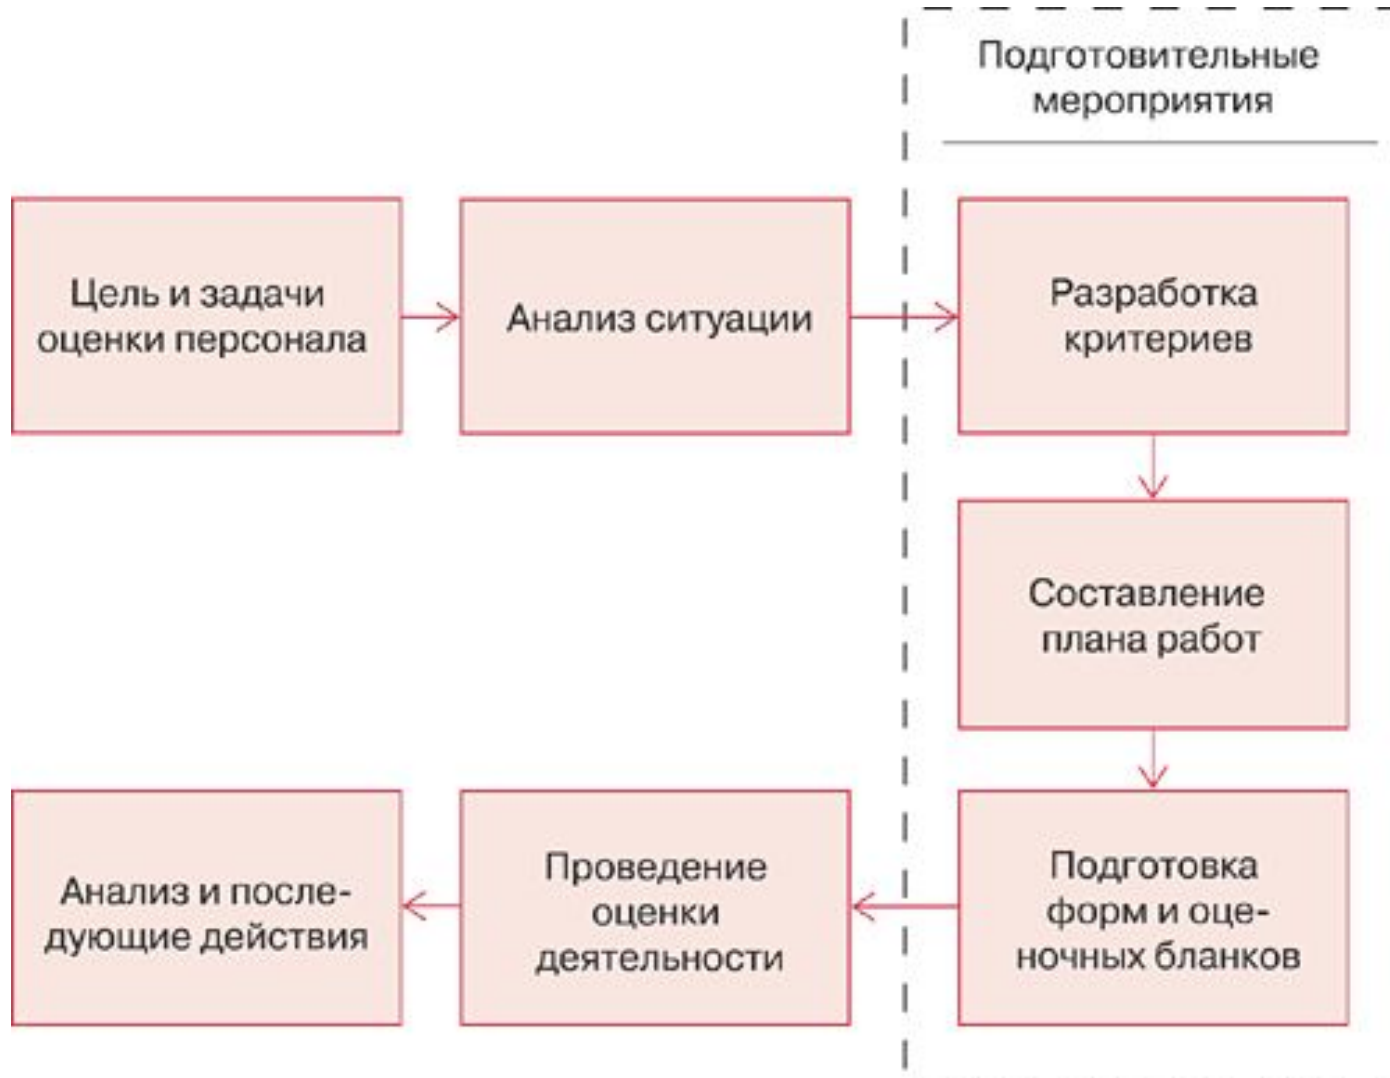 Подготовительные
мероприятия
Цель и задачи
оценки персонала
Анализ ситуации
Разработка
критериев
Составление
плана работ
Подготовка
форм и оце-
ночных бланков
Проведение
оценки
деятельности
Анализ и после-
дующие действия